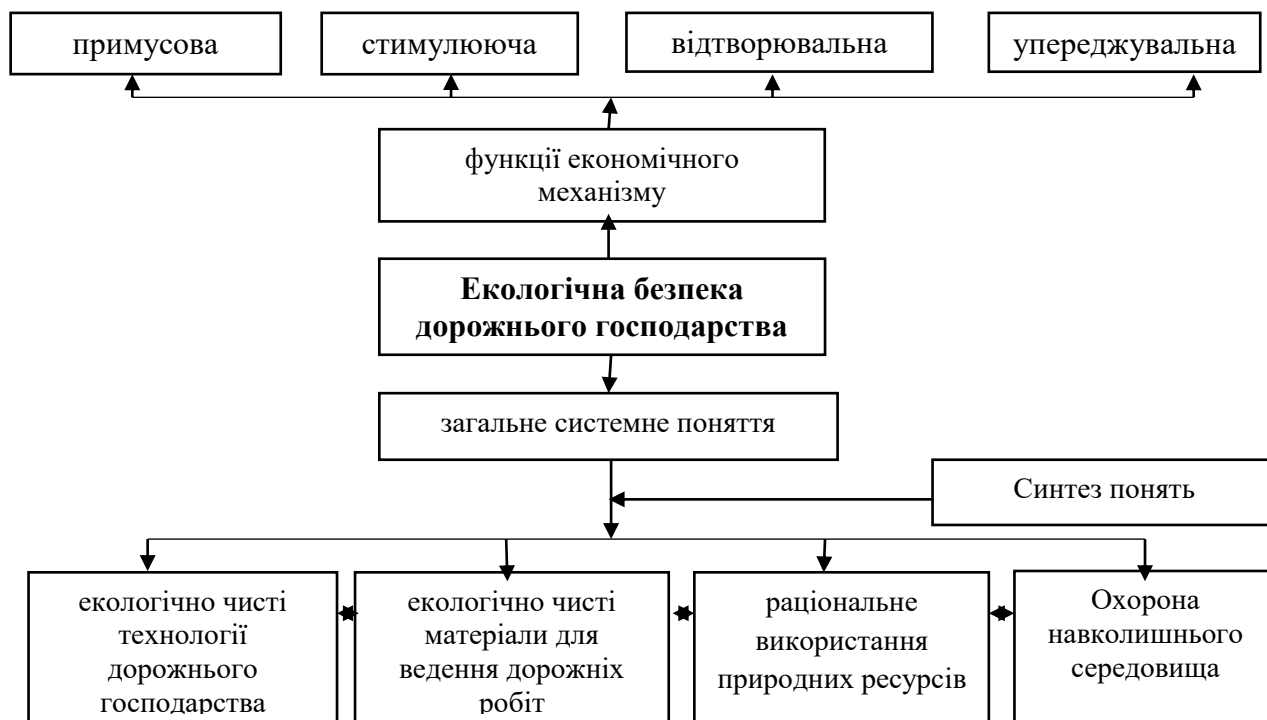 примусова
стимулююча
відтворювальна
упереджувальна
функції економічного
механізму
Екологічна безпека
дорожнього господарства
загальне системне поняття
Синтез понять
екологічно чисті
технології
дорожнього
господарства
екологічно чисті
матеріали для
ведення дорожніх
робіт
раціональне
використання
природних ресурсів
Охорона
навколишнього
середовища